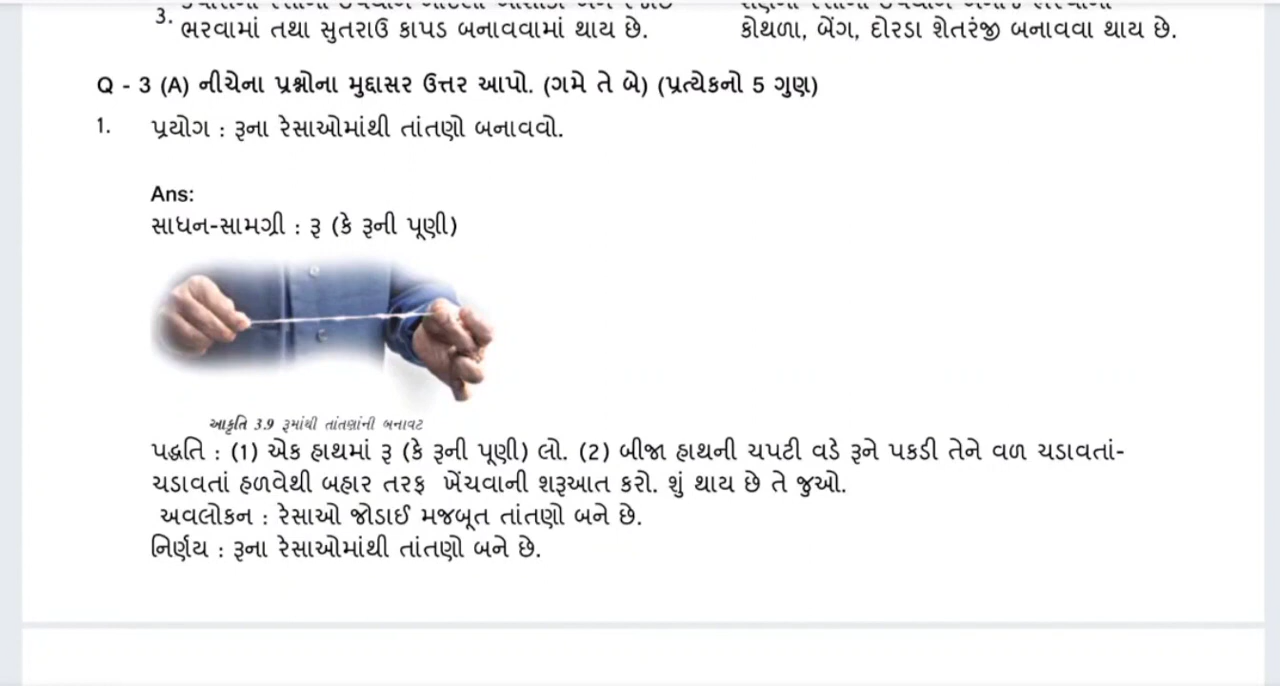 3.
ભરવામાં તથા સુતરાઉ કાપડ બનાવવામાં થાય છે.
કોથળા, બેંગ, દોરડા શેતરંજી બનાવવા થાય છે.
Q - 3 (A) નીચેના પ્રશ્નોના મુદ્દાસર ઉત્તર આપો. (ગમે તે બે) (પ્રત્યેકનો 5 ગુણ)
1. પ્રયોગ : રૂના રેસાઓમાંથી તાંતણો બનાવવો.
Ans:
સાધન-સામગ્રી : રૂ (કે રૂની પૂણી)
આકૃતિ 3.9 રૂમાંથી તાંતણાંની બનાવટ
પદ્ધતિ : (1) એક હાથમાં રૂ (કે રૂની પૂણી) લો. (2) બીજા હાથની ચપટી વડે રૂને પકડી તેને વળ ચડાવતાં-
ચડાવતાં હળવેથી બહાર તરફ ખેંચવાની શરૂઆત કરો. શું થાય છે તે જુઓ.
અવલોકન : રેસાઓ જોડાઈ મજબૂત તાંતણો બને છે.
નિર્ણય : રૂના રેસાઓમાંથી તાંતણો બને છે.